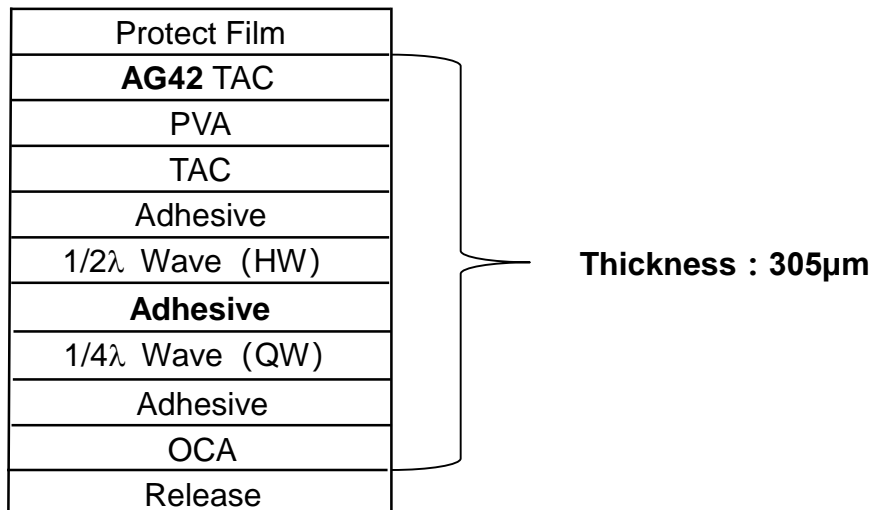 Protect Film
AG42 TAC
PVA
TAC
Adhesive
1/2λ Wave (HW)
Adhesive
1/4λ Wave (QW)
Adhesive
OCA
Release
Thickness : 305μm